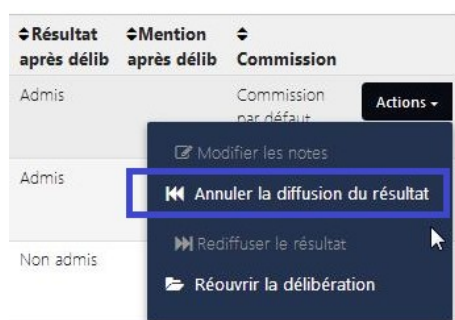 Résultat après délib
Mention après délib
Commission
Admis
Commission par défaut
Actions
Modifier les notes
Admis
Annuler la diffusion du résultat
Rediffuser le résultat
Non admis
Réouvrir la délibération